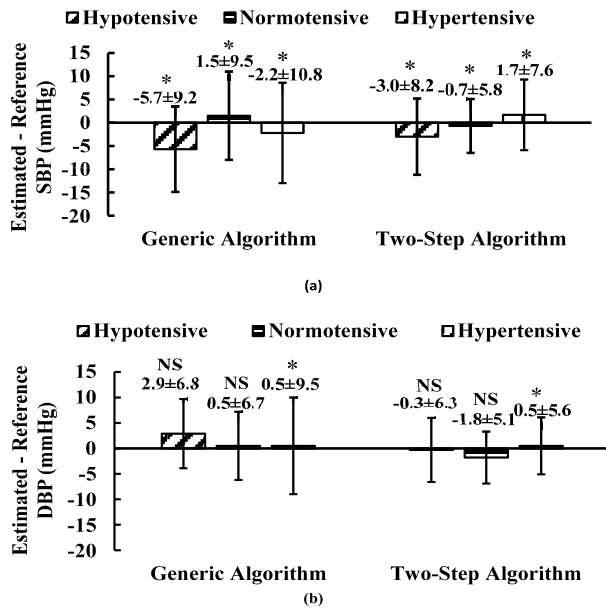 Hypotensive Normotensive Hypertensive
Estimated - Reference
SBP (mmHg)
15
10
5
0
-5
-10
-15
-20
*
-5.7±9.2
*
1.5±9.5
*
-2.2±10.8
*
-3.0±8.2
*
-0.7±5.8
*
1.7±7.6
Generic Algorithm Two-Step Algorithm
(a)
Hypotensive Normotensive Hypertensive
Estimated - Reference
DBP (mmHg)
15
10
5
0
-5
-10
-15
-20
NS
2.9±6.8
NS
0.5±6.7
*
0.5±9.5
NS
-0.3±6.3
NS
-1.8±5.1
*
0.5±5.6
Generic Algorithm Two-Step Algorithm
(b)